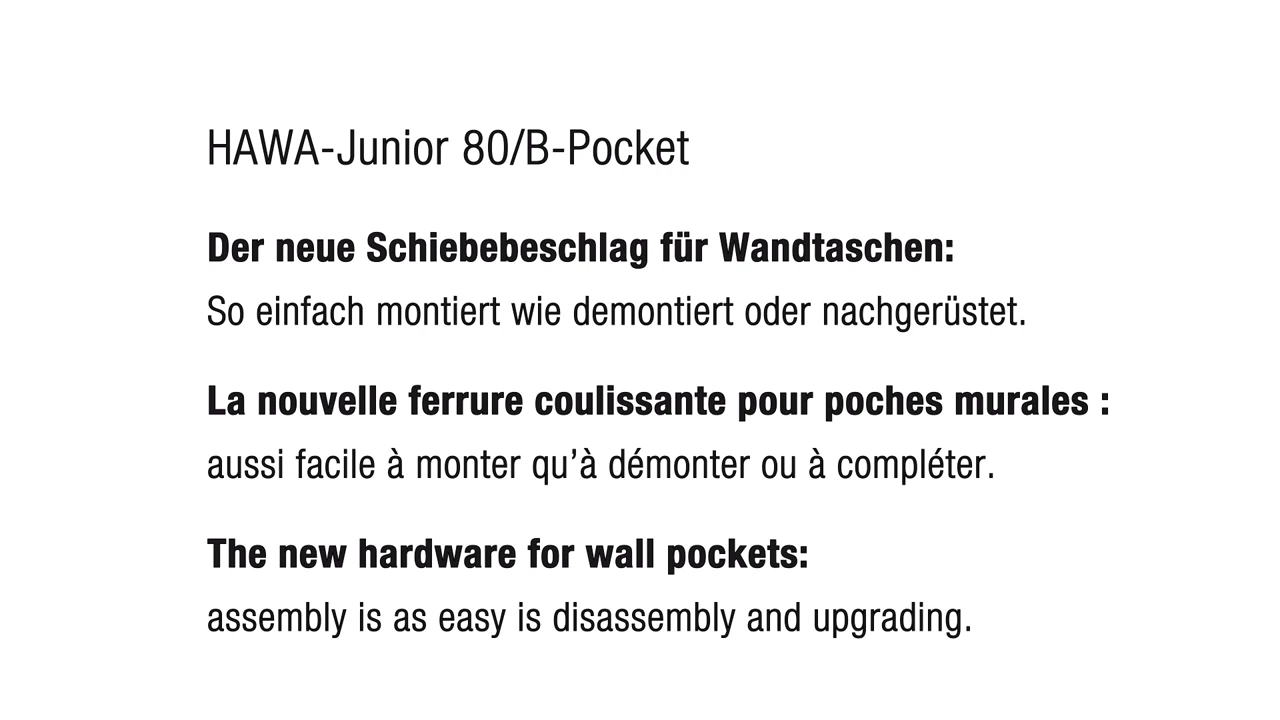 HAWA-Junior 80/B-Pocket
Der neue Schiebebeschlag für Wandtaschen:
So einfach montiert wie demontiert oder nachgerüstet.
La nouvelle ferrure coulissante pour poches murales :
aussi facile à monter qu’à démonter ou à compléter.
The new hardware for wall pockets:
assembly is as easy is disassembly and upgrading.